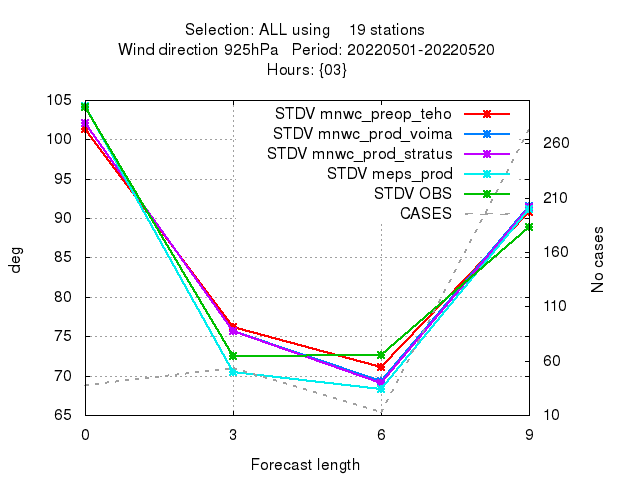 Selection: ALL using 19 stations
Wind direction 925hPa Period: 20220501-20220520
Hours: {03}
STDV mnwc_preop_teho
STDV mnwc_prod_voima
STDV mnwc_prod_stratus
STDV meps_prod
STDV OBS
CASES
105
100
95
90
85
80
75
70
65
deg
260
210
160
110
60
10
No cases
0 3 6 9
Forecast length